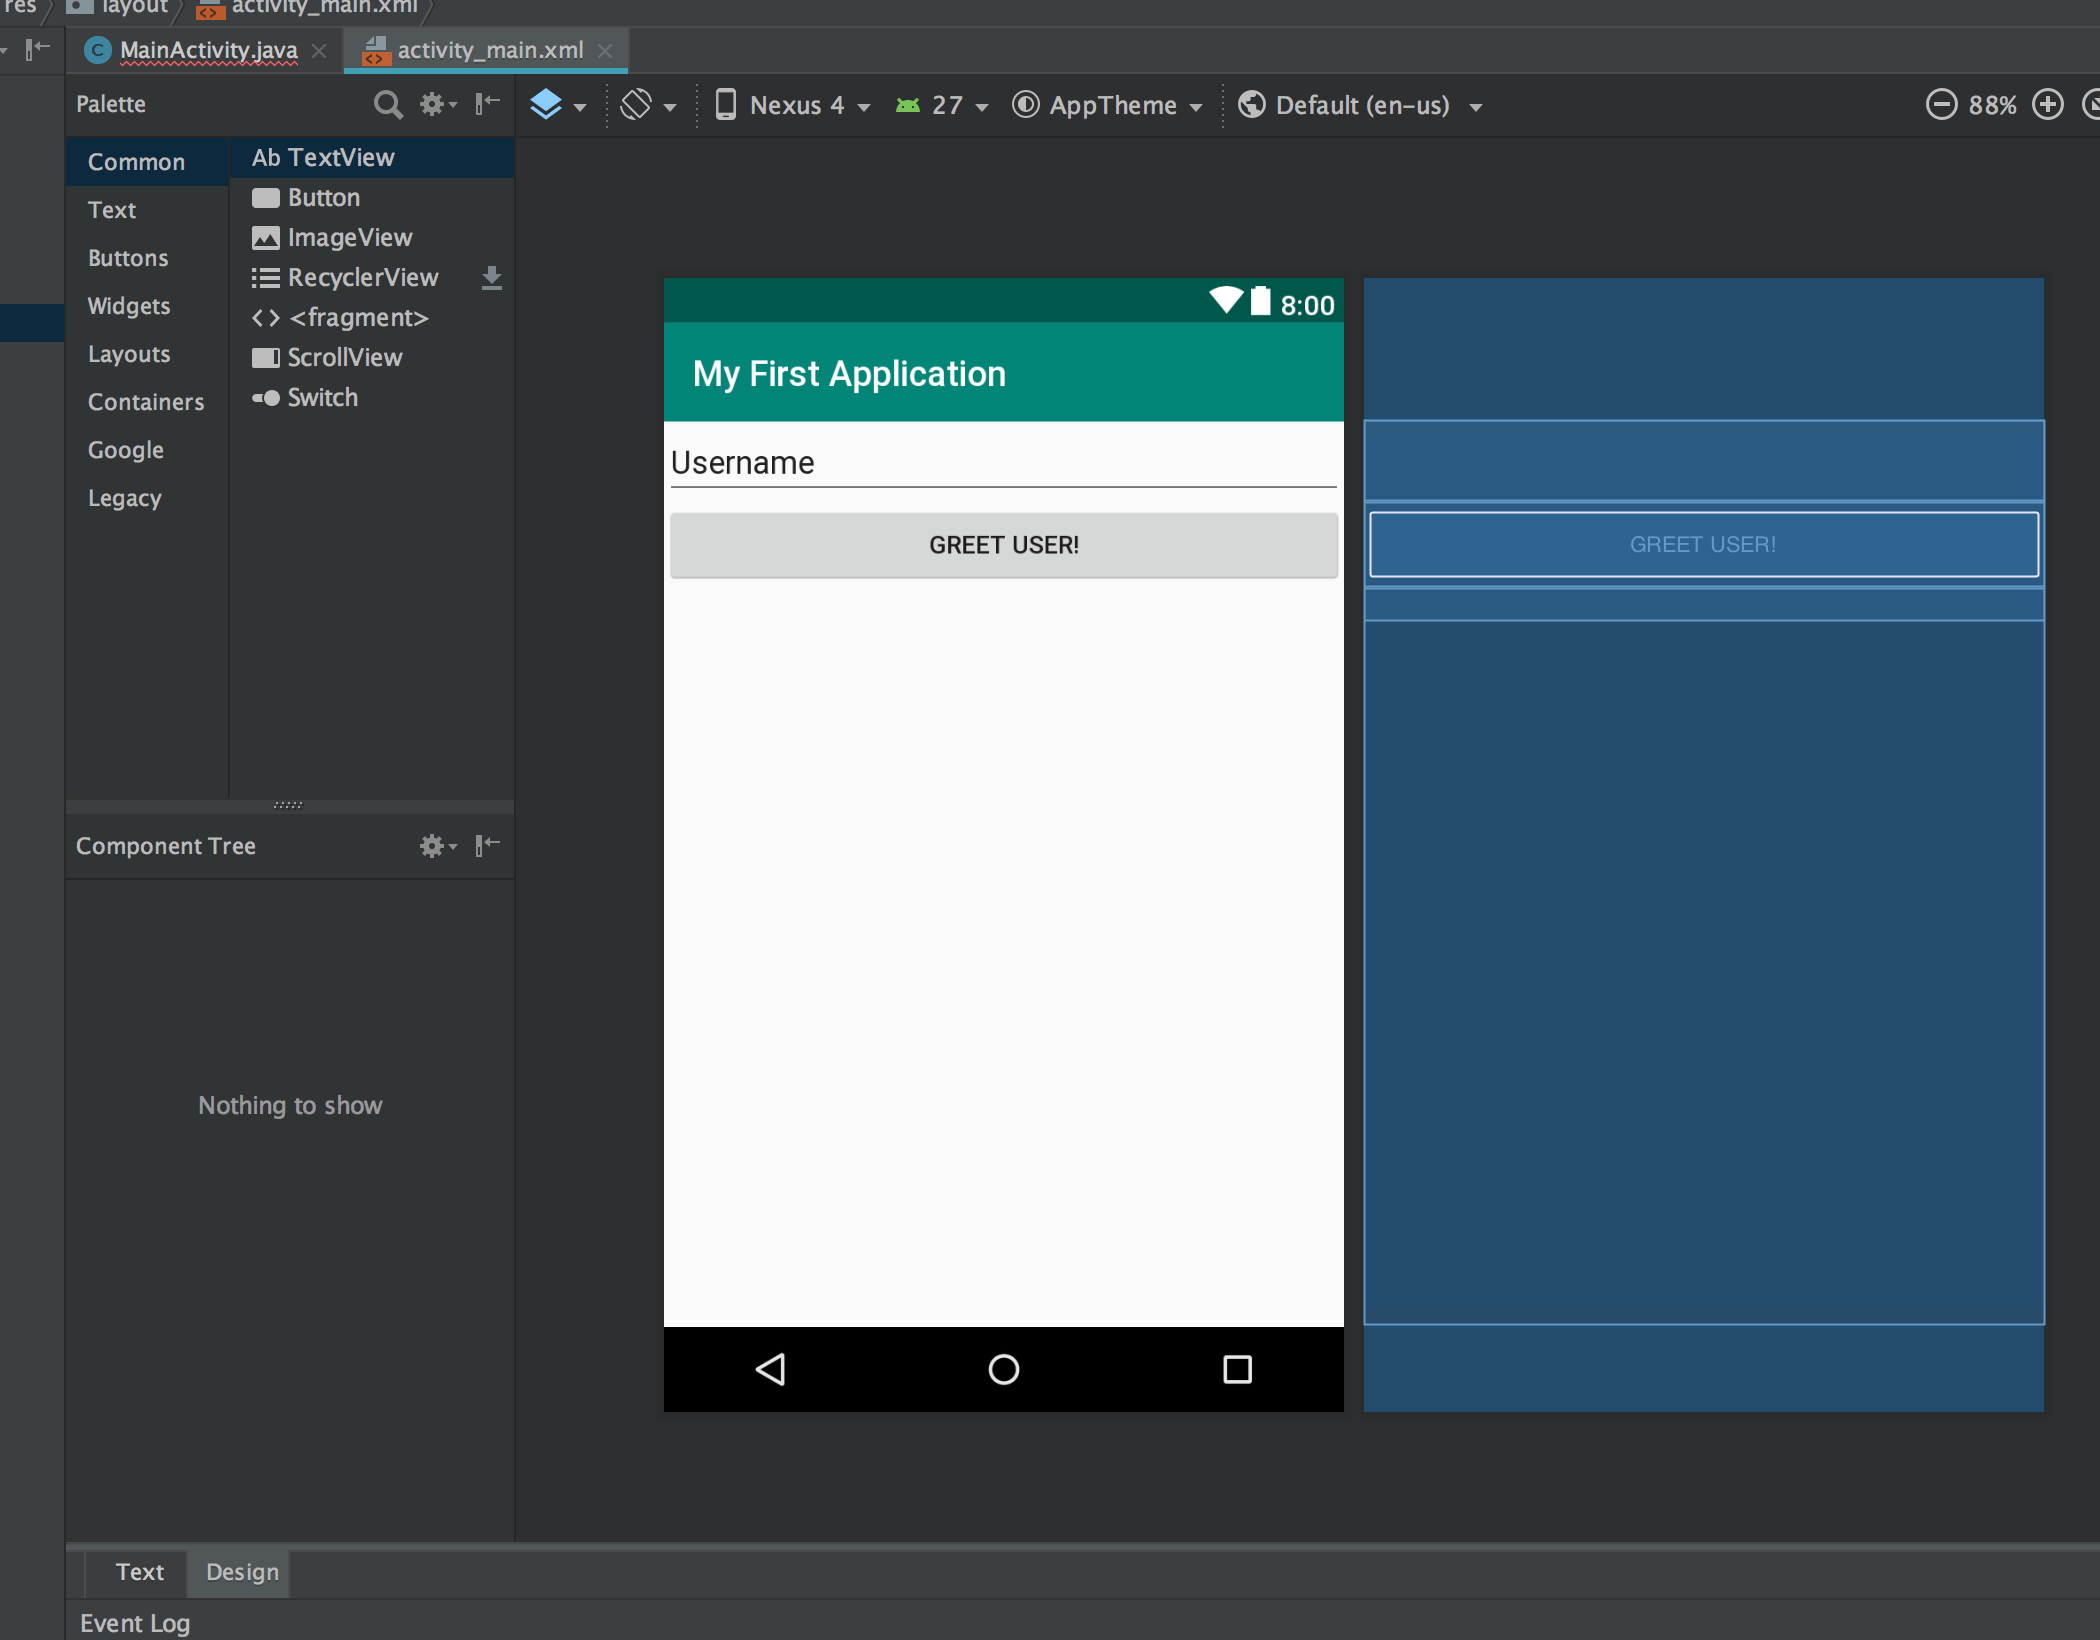 res layout activity_main.xml
MainActivity.java activity_main.xml
Palette
Nexus 4 27 AppTheme Default (en-us) 88%
Common
Text
Buttons
Widgets
Layouts
Containers
Google
Legacy
Ab TextView
Button
ImageView
RecyclerView
<fragment>
ScrollView
Switch
8:00
My First Application
Username
GREET USER!
GREET USER!
Component Tree
Nothing to show
Text Design
Event Log